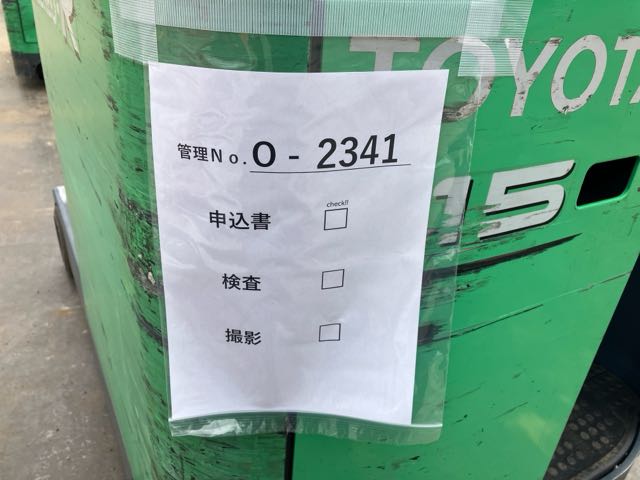 TOYOTA
管理No. O - 2341
check!!
申込書 □
15
検査 □
撮影 □